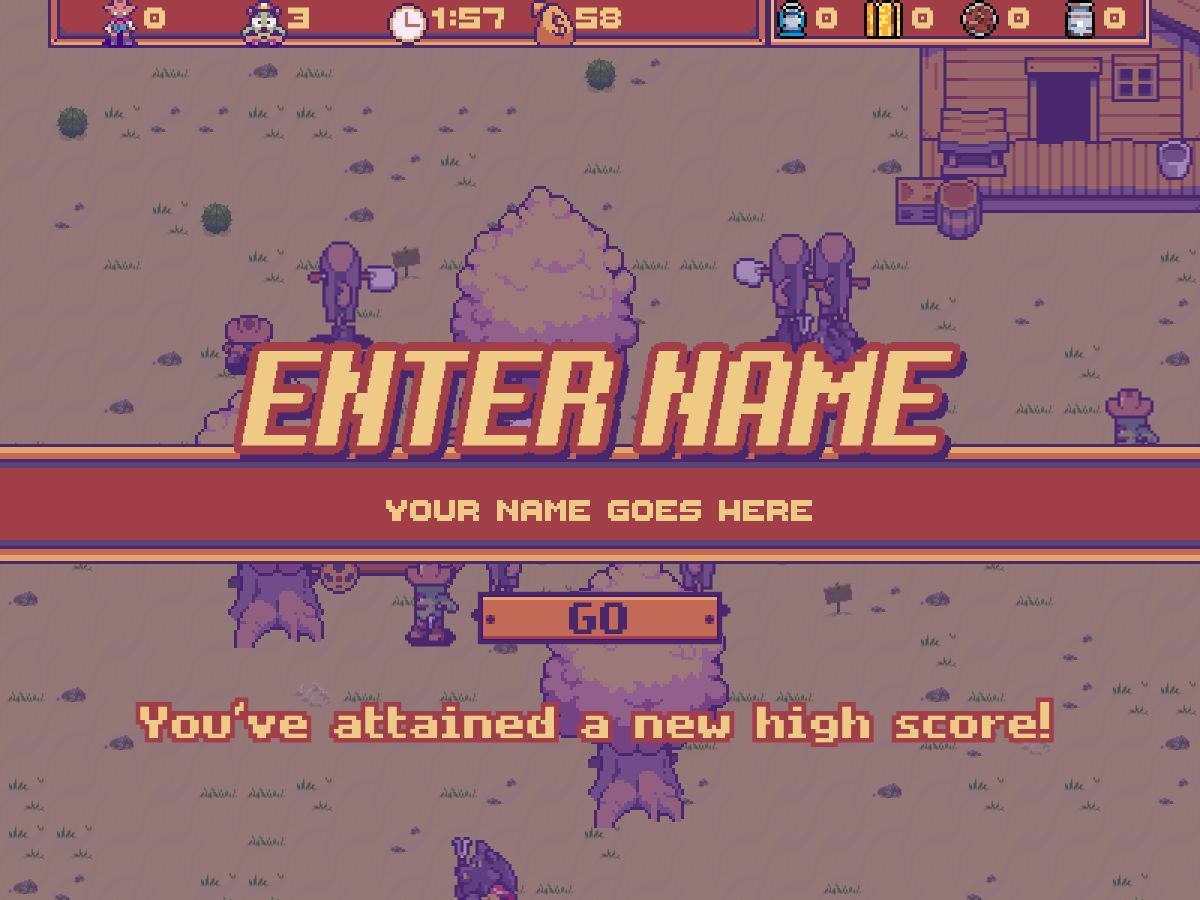 0 3 1:57 58 0 0 0 0
ENTER NAME
YOUR NAME GOES HERE
GO
You've attained a new high score!